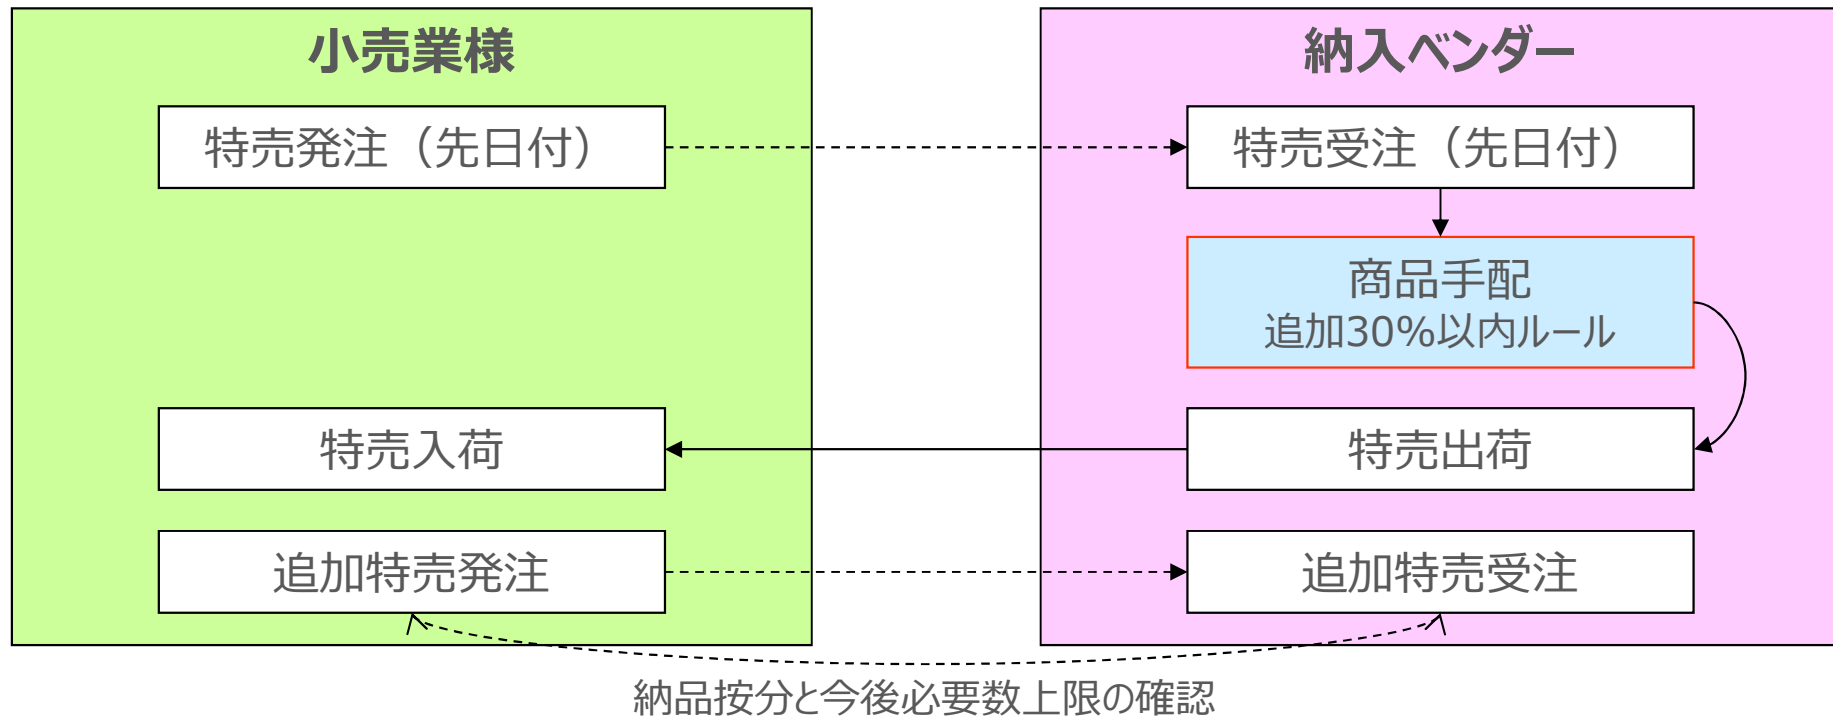 小売業様
納入ベンダー
特売発注（先日付）
特売受注（先日付）
商品手配
追加30%以内ルール
特売入荷
特売出荷
追加特売発注
追加特売受注
納品按分と今後必要数上限の確認